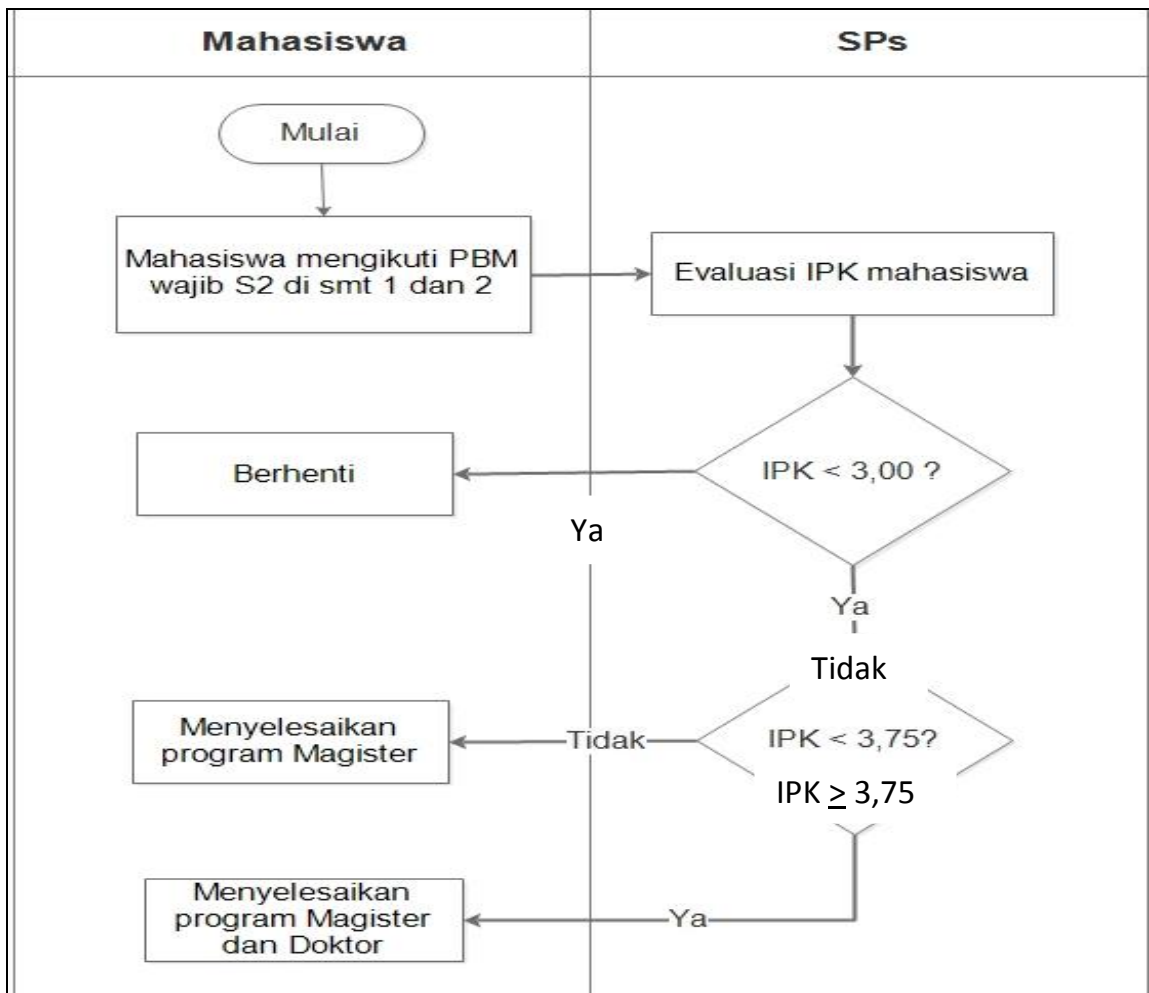 Mahasiswa
SPs
Mulai
Mahasiswa mengikuti PBM
wajib S2 di smt 1 dan 2
Evaluasi IPK mahasiswa
Berhenti
IPK < 3,00 ?
Ya
Ya
Tidak
Menyelesaikan
program Magister
Tidak
IPK < 3,75?
IPK ≥ 3,75
Menyelesaikan
program Magister
dan Doktor
Ya